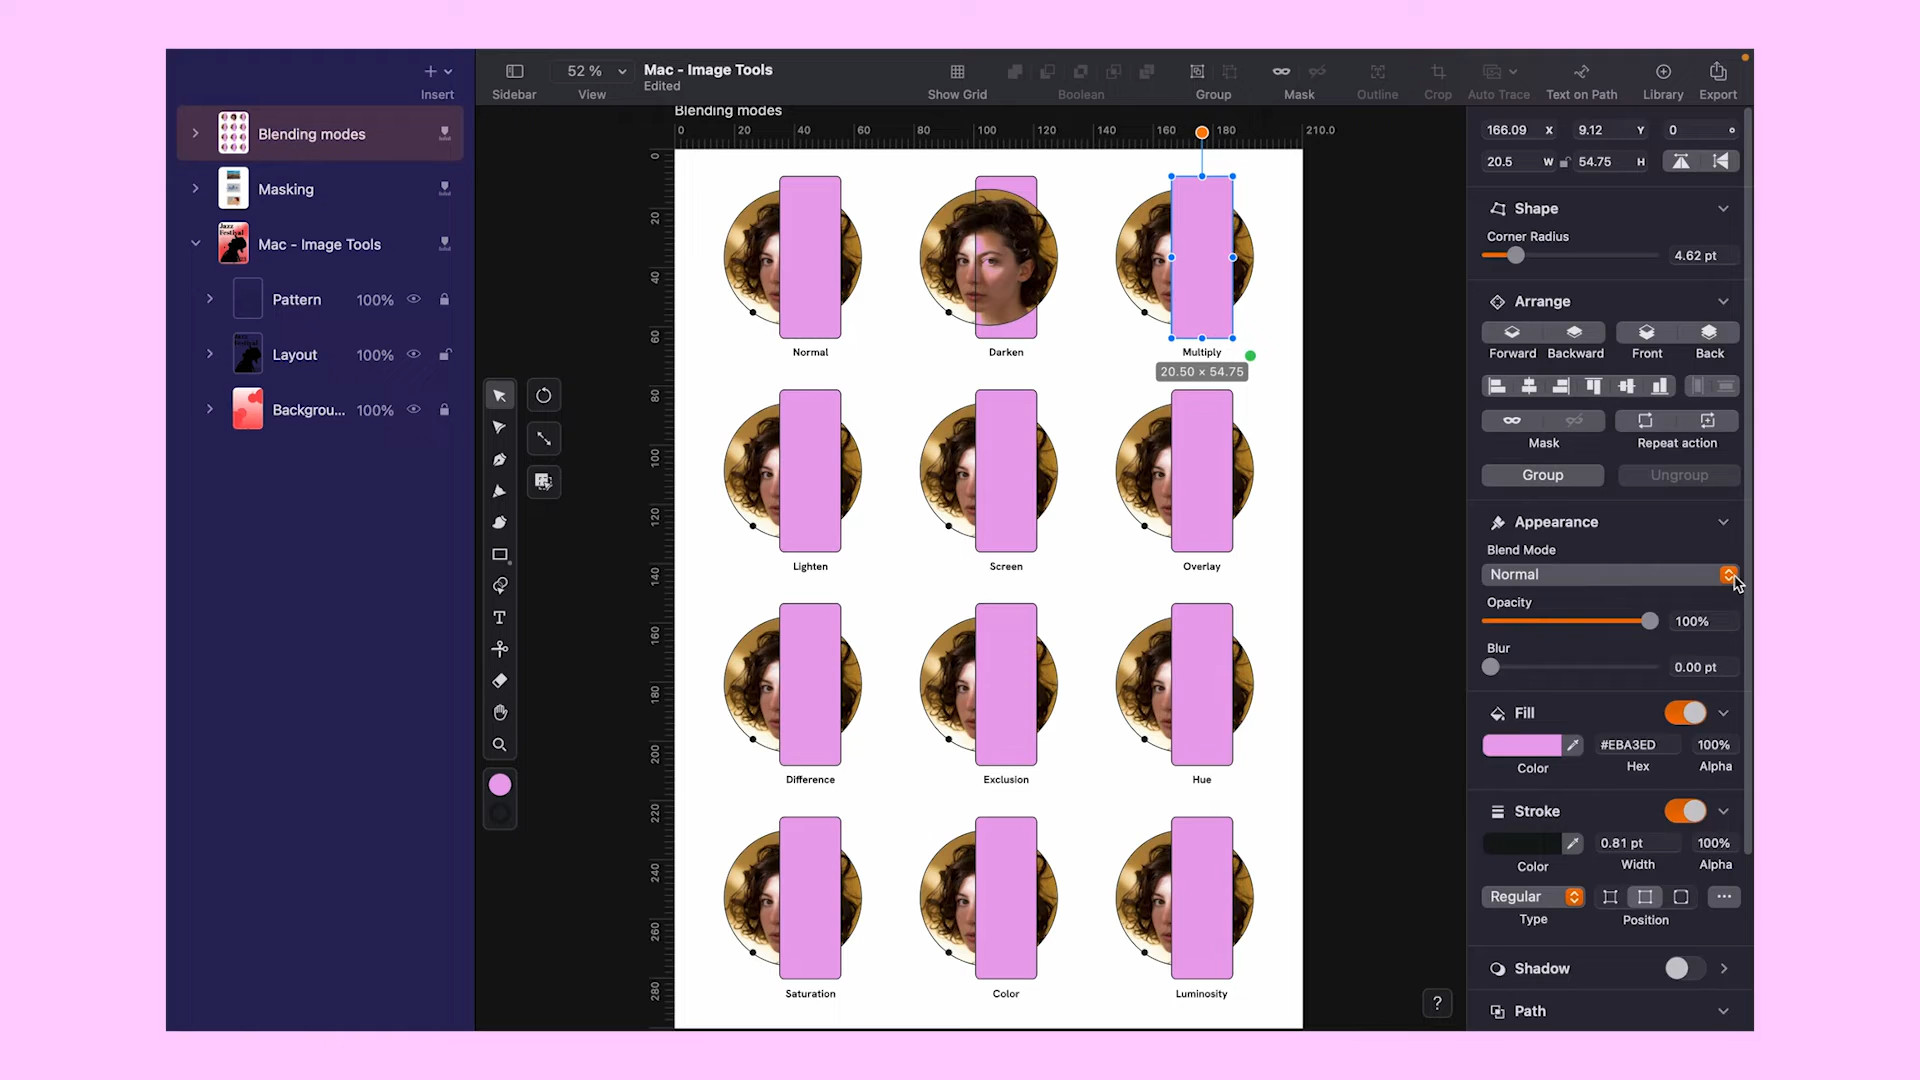 Insert
Blending modes
Masking
Mac - Image Tools
Pattern 100%
Layout 100%
Backgrou... 100%
Sidebar
52 %
View
Mac - Image Tools
Edited
Show Grid
Boolean
Group
Mask
Outline
Crop
Auto Trace
Text on Path
Library
Export
Blending modes
0 20 40 60 80 100 120 140 160 180 210.0
0
20
40
60
80
100
120
140
160
180
200
220
240
260
280
Normal
Darken
Multiply
20.50 × 54.75
Lighten
Screen
Overlay
Difference
Exclusion
Hue
Saturation
Color
Luminosity
?
166.09 X 9.12 Y 0 °
20.5 W 54.75 H
Shape
Corner Radius
4.62 pt
Arrange
Forward Backward Front Back
Mask Repeat action
Group Ungroup
Appearance
Blend Mode
Normal
Opacity
100%
Blur
0.00 pt
Fill
#EBA3ED 100%
Color Hex Alpha
Stroke
0.81 pt 100%
Color Width Alpha
Regular
Type Position
Shadow
Path
Jazz
Festival